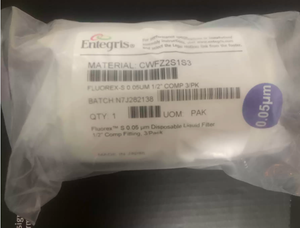 Entegris
MATERIAL: CWFZ2S1S3
FLUOREX-S 0.05UM 1/2" COMP 3/PK
BATCH:N7J282138
QTY: 1 UOM PAK
Fluorex™ S 0.05 µm Disposable Liquid Filter
1/2" Comp Fitting, 3/Pack
0.05µm